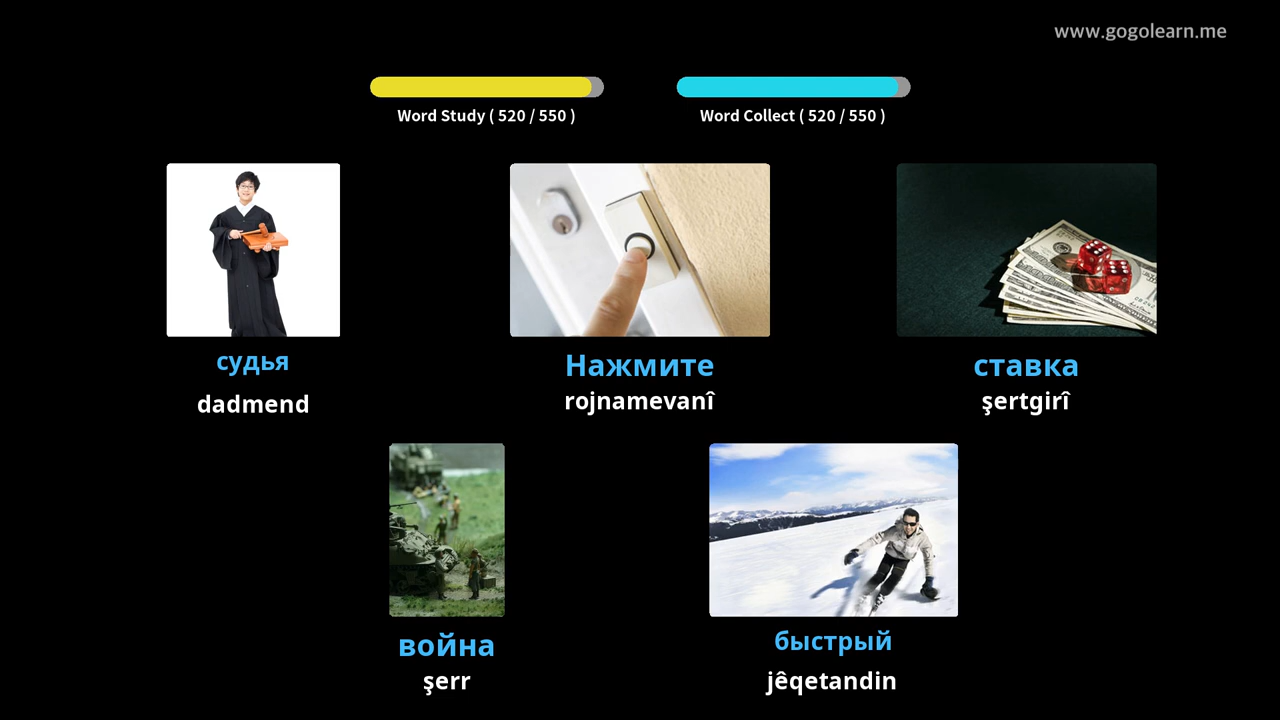 www.gogolearn.me
Word Study ( 520 / 550 )
Word Collect ( 520 / 550 )
судья
dadmend
Нажмите
rojnamevanî
ставка
şertgirî
война
şerr
быстрый
jêqetandin